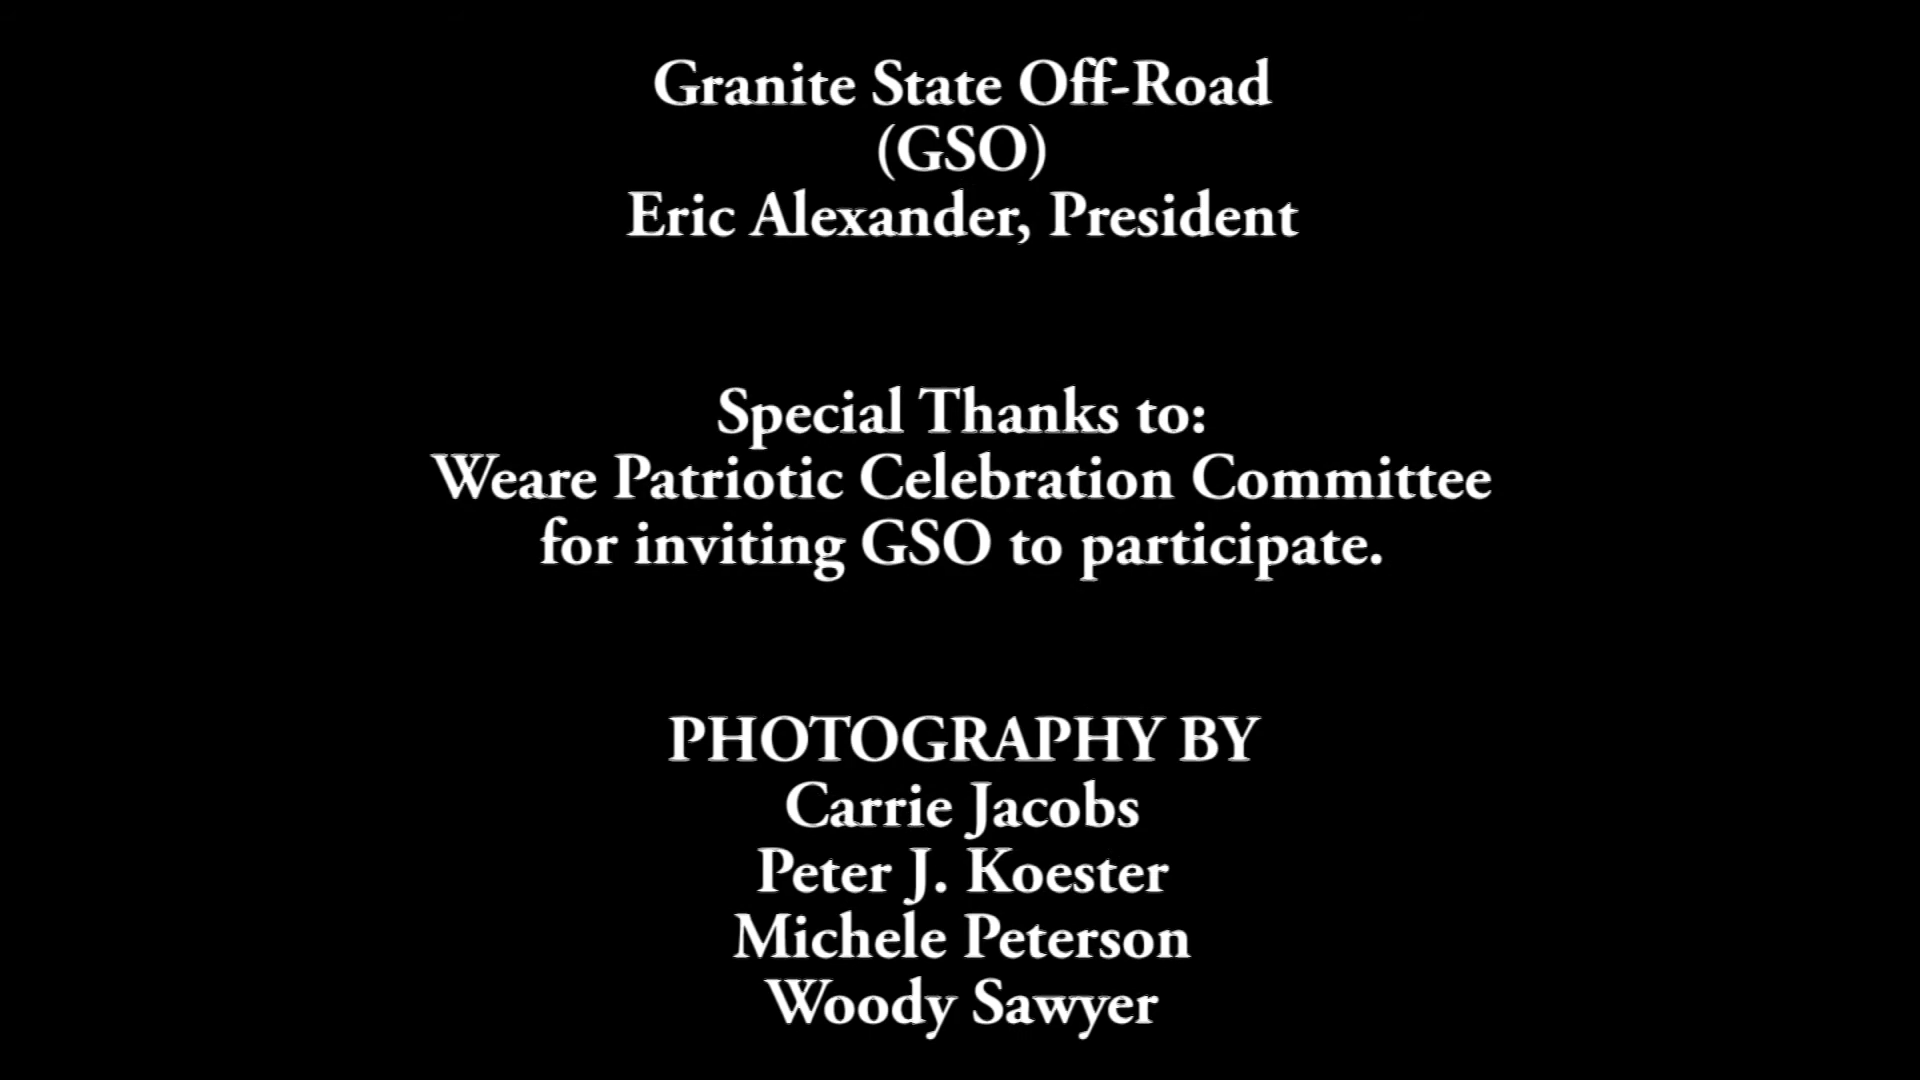 Granite State Off-Road
(GSO)
Eric Alexander, President
Special Thanks to:
Weare Patriotic Celebration Committee
for inviting GSO to participate.
PHOTOGRAPHY BY
Carrie Jacobs
Peter J. Koester
Michele Peterson
Woody Sawyer